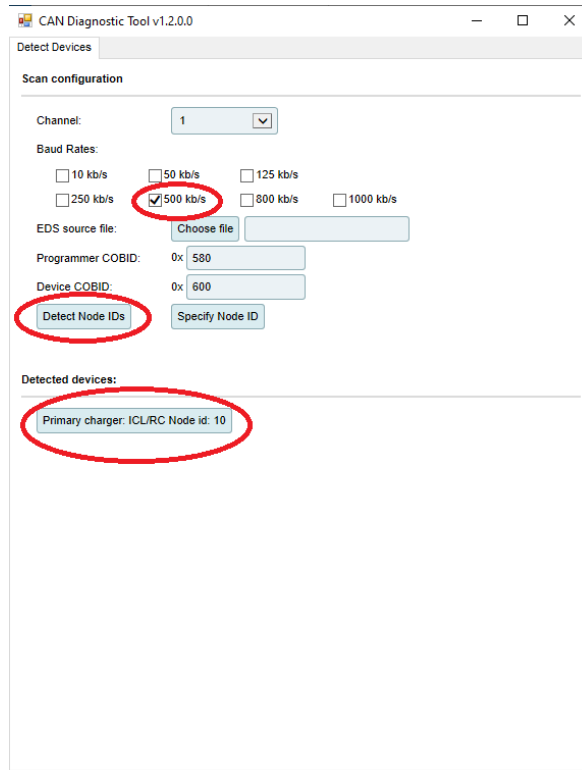 CAN Diagnostic Tool v1.2.0.0
Detect Devices
Scan configuration
Channel: 1
Baud Rates:
10 kb/s 50 kb/s 125 kb/s
250 kb/s 500 kb/s 800 kb/s 1000 kb/s
EDS source file: Choose file
Programmer COBID: 0x 580
Device COBID: 0x 600
Detect Node IDs Specify Node ID
Detected devices:
Primary charger: ICL/RC Node id: 10